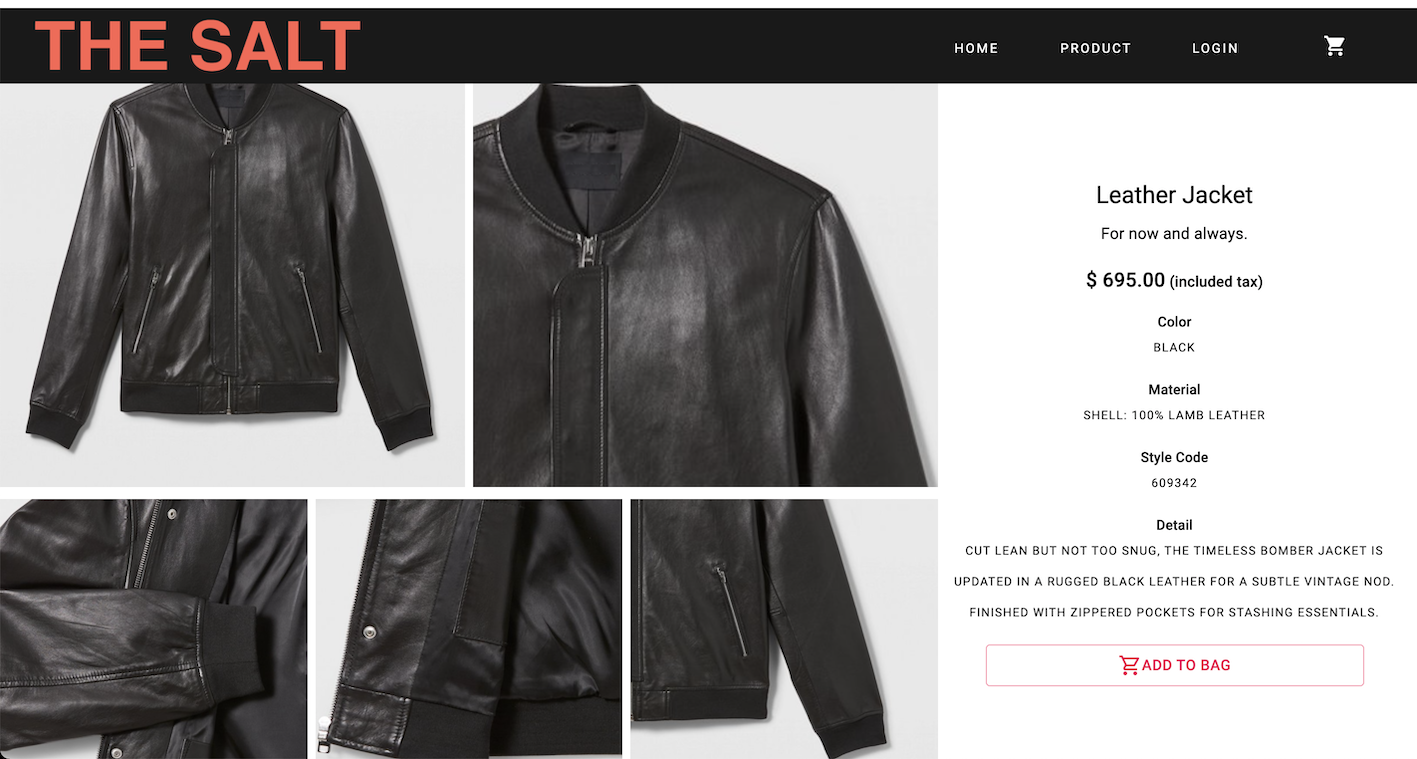 THE SALT
HOME PRODUCT LOGIN
Leather Jacket
For now and always.
$ 695.00 (included tax)
Color
BLACK
Material
SHELL: 100% LAMB LEATHER
Style Code
609342
Detail
CUT LEAN BUT NOT TOO SNUG, THE TIMELESS BOMBER JACKET IS
UPDATED IN A RUGGED BLACK LEATHER FOR A SUBTLE VINTAGE NOD.
FINISHED WITH ZIPPERED POCKETS FOR STASHING ESSENTIALS.
ADD TO BAG